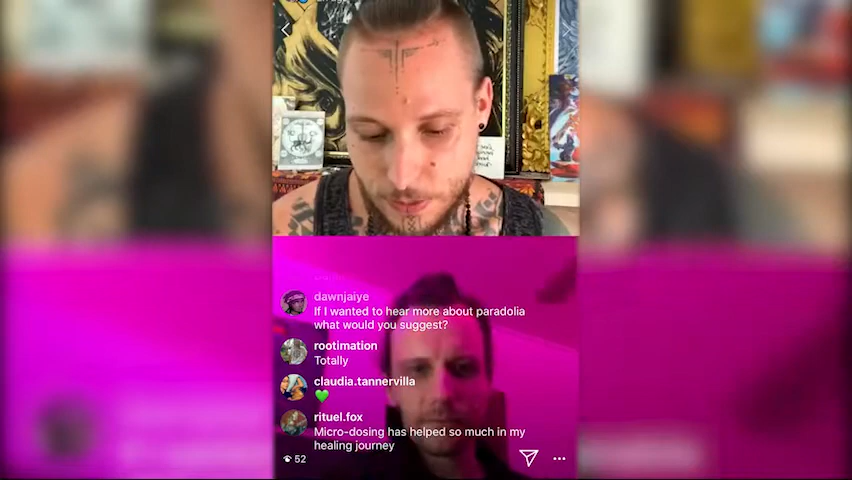 dawnjaiye
If I wanted to hear more about paradolia
what would you suggest?
rootimation
Totally
claudia.tannervilla
💚
rituel.fox
Micro-dosing has helped so much in my
healing journey
52